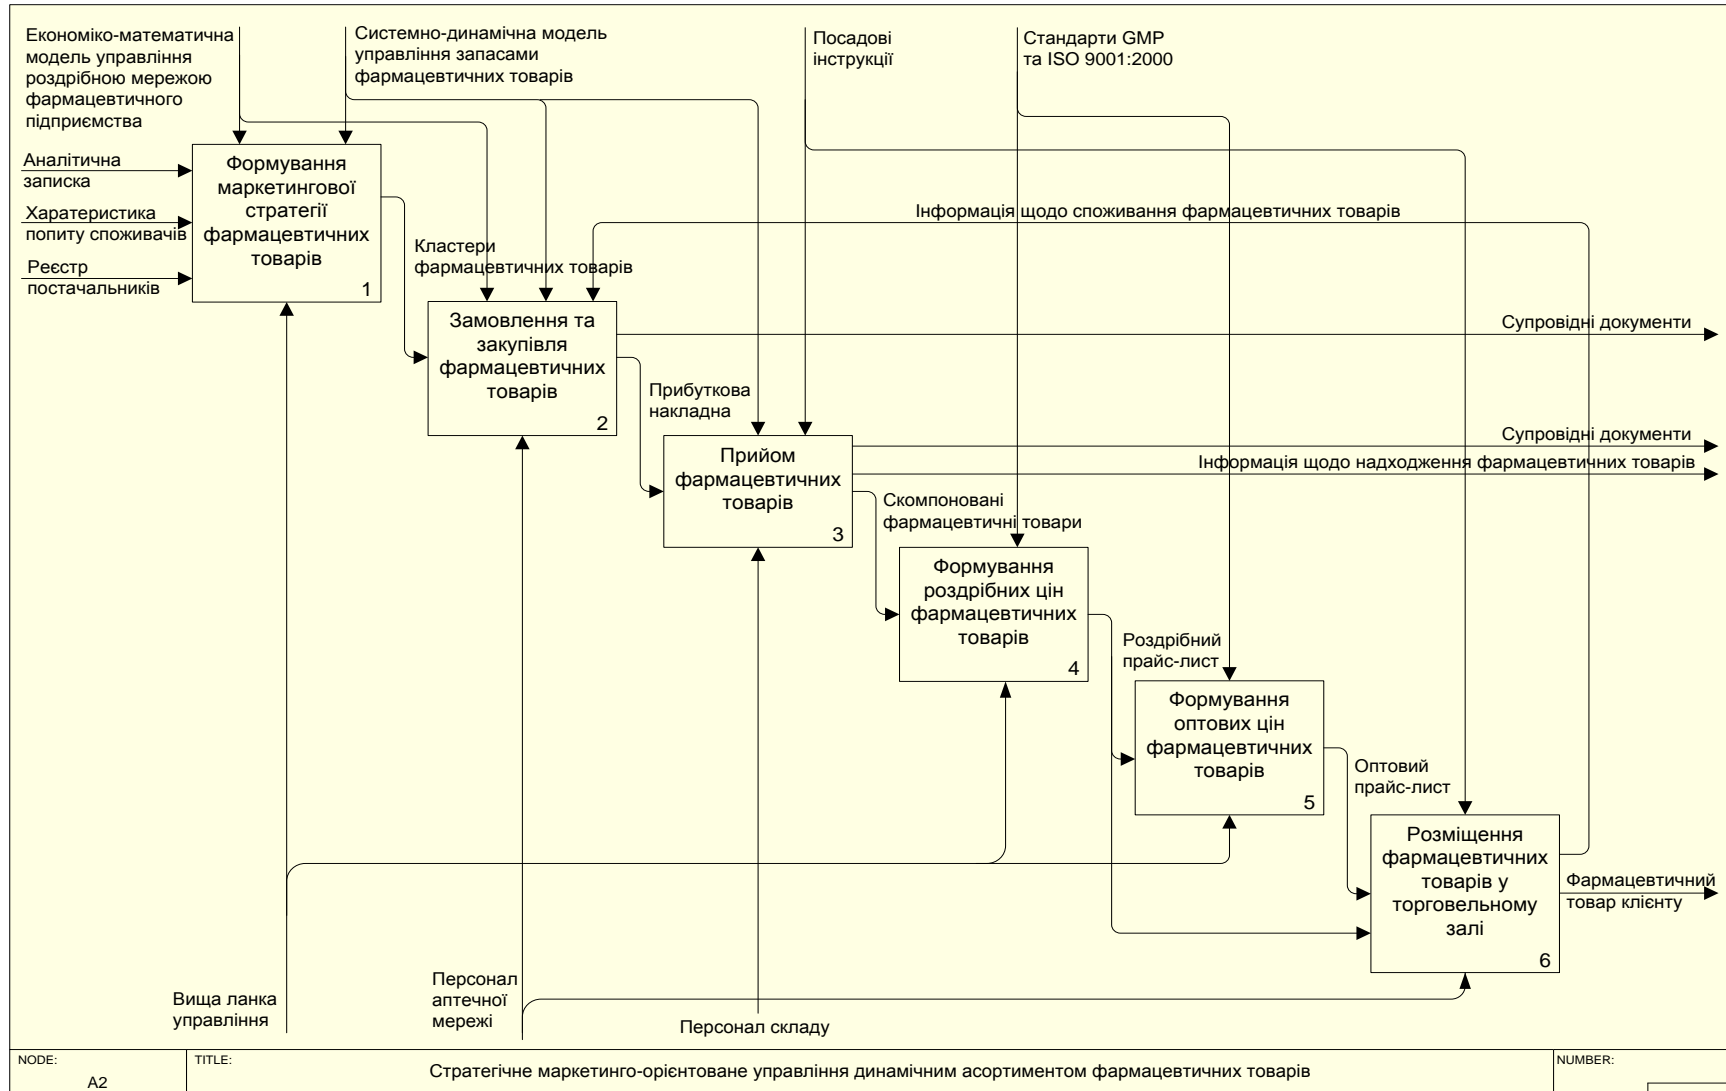 Економіко-математична
модель управління
роздрібною мережою
фармацевтичного
підприємства
Системно-динамічна модель
управління запасами
фармацевтичних товарів
Посадові
інструкції
Стандарти GMP
та ISO 9001:2000
Аналітична
записка
Харатеристика
попиту споживачів
Реєстр
постачальників
Формування
маркетингової
стратегії
фармацевтичних
товарів
1
Інформація щодо споживання фармацевтичних товарів
Кластери
фармацевтичних товарів
Замовлення та
закупівля
фармацевтичних
товарів
2
Супровідні документи
Прибуткова
накладна
Прийом
фармацевтичних
товарів
3
Супровідні документи
Інформація щодо надходження фармацевтичних товарів
Скомпоновані
фармацевтичні товари
Формування
роздрібних цін
фармацевтичних
товарів
4
Роздрібний
прайс-лист
Формування
оптових цін
фармацевтичних
товарів
5
Оптовий
прайс-лист
Розміщення
фармацевтичних
товарів у
торговельному
залі
6
Фармацевтичний
товар клієнту
Вища ланка
управління
Персонал
аптечної
мережі
Персонал складу
NODE:
A2
TITLE:
Стратегічне маркетинго-орієнтоване управління динамічним асортиментом фармацевтичних товарів
NUMBER: